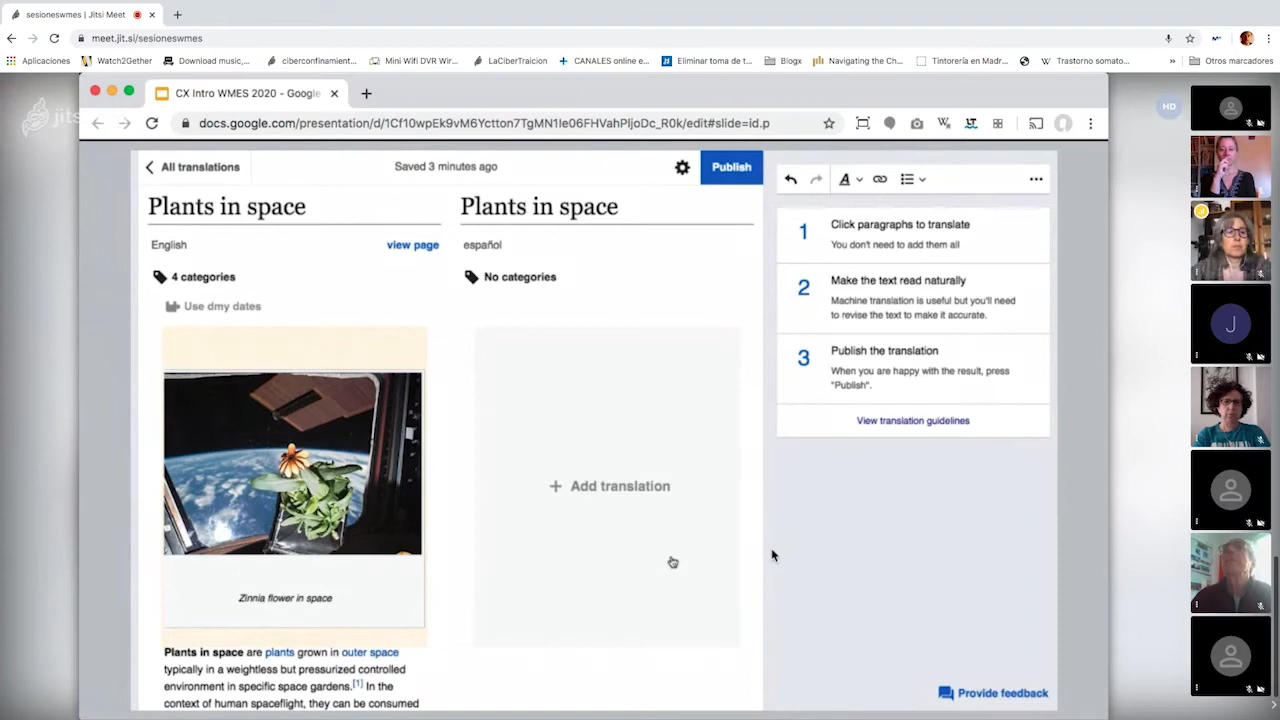 sesioneswmes | Jitsi Meet
meet.jit.si/sesioneswmes
Aplicaciones
Watch2Gether
Download music,...
ciberconfinamient...
Mini Wifi DVR Wir...
LaCiberTraicion
CANALES online e...
Eliminar toma de t...
Blogx
Navigating the Ch...
Tintorería en Madr...
Trastorno somato...
»
Otros marcadores
jits
HD
CX Intro WMES 2020 - Google
docs.google.com/presentation/d/1Cf10wpEk9vM6Yctton7TgMN1Ie06FHVahPljoDc_R0k/edit#slide=id.p
All translations
Saved 3 minutes ago
Publish
Plants in space
Plants in space
English
view page
español
4 categories
No categories
Use dmy dates
+ Add translation
Zinnia flower in space
Plants in space are plants grown in outer space
typically in a weightless but pressurized controlled
environment in specific space gardens.[1] In the
context of human spaceflight, they can be consumed
1
Click paragraphs to translate
You don't need to add them all
2
Make the text read naturally
Machine translation is useful but you'll need
to revise the text to make it accurate.
3
Publish the translation
When you are happy with the result, press
"Publish".
View translation guidelines
Provide feedback
J
J